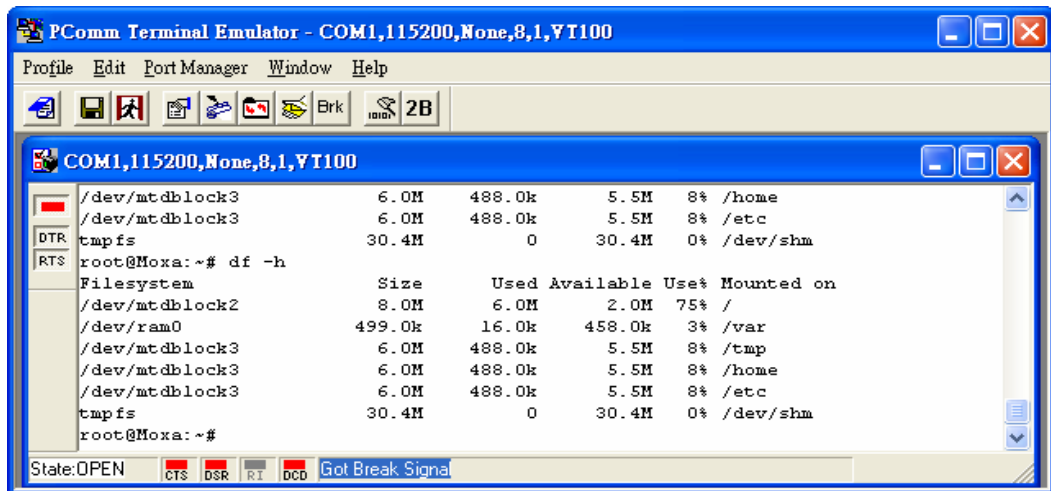 PComm Terminal Emulator - COM1,115200,None,8,1,VT100
Profile Edit Port Manager Window Help
Brk 2B
COM1,115200,None,8,1,VT100
/dev/mtdblock3 6.0M 488.0k 5.5M 8% /home
/dev/mtdblock3 6.0M 488.0k 5.5M 8% /etc
DTR
tmpfs 30.4M 0 30.4M 0% /dev/shm
RTS
root@Moxa:~# df -h
Filesystem Size Used Available Use% Mounted on
/dev/mtdblock2 8.0M 6.0M 2.0M 75% /
/dev/ram0 499.0k 16.0k 458.0k 3% /var
/dev/mtdblock3 6.0M 488.0k 5.5M 8% /tmp
/dev/mtdblock3 6.0M 488.0k 5.5M 8% /home
/dev/mtdblock3 6.0M 488.0k 5.5M 8% /etc
tmpfs 30.4M 0 30.4M 0% /dev/shm
root@Moxa:~#
State:OPEN CTS DSR RI DCD Got Break Signal